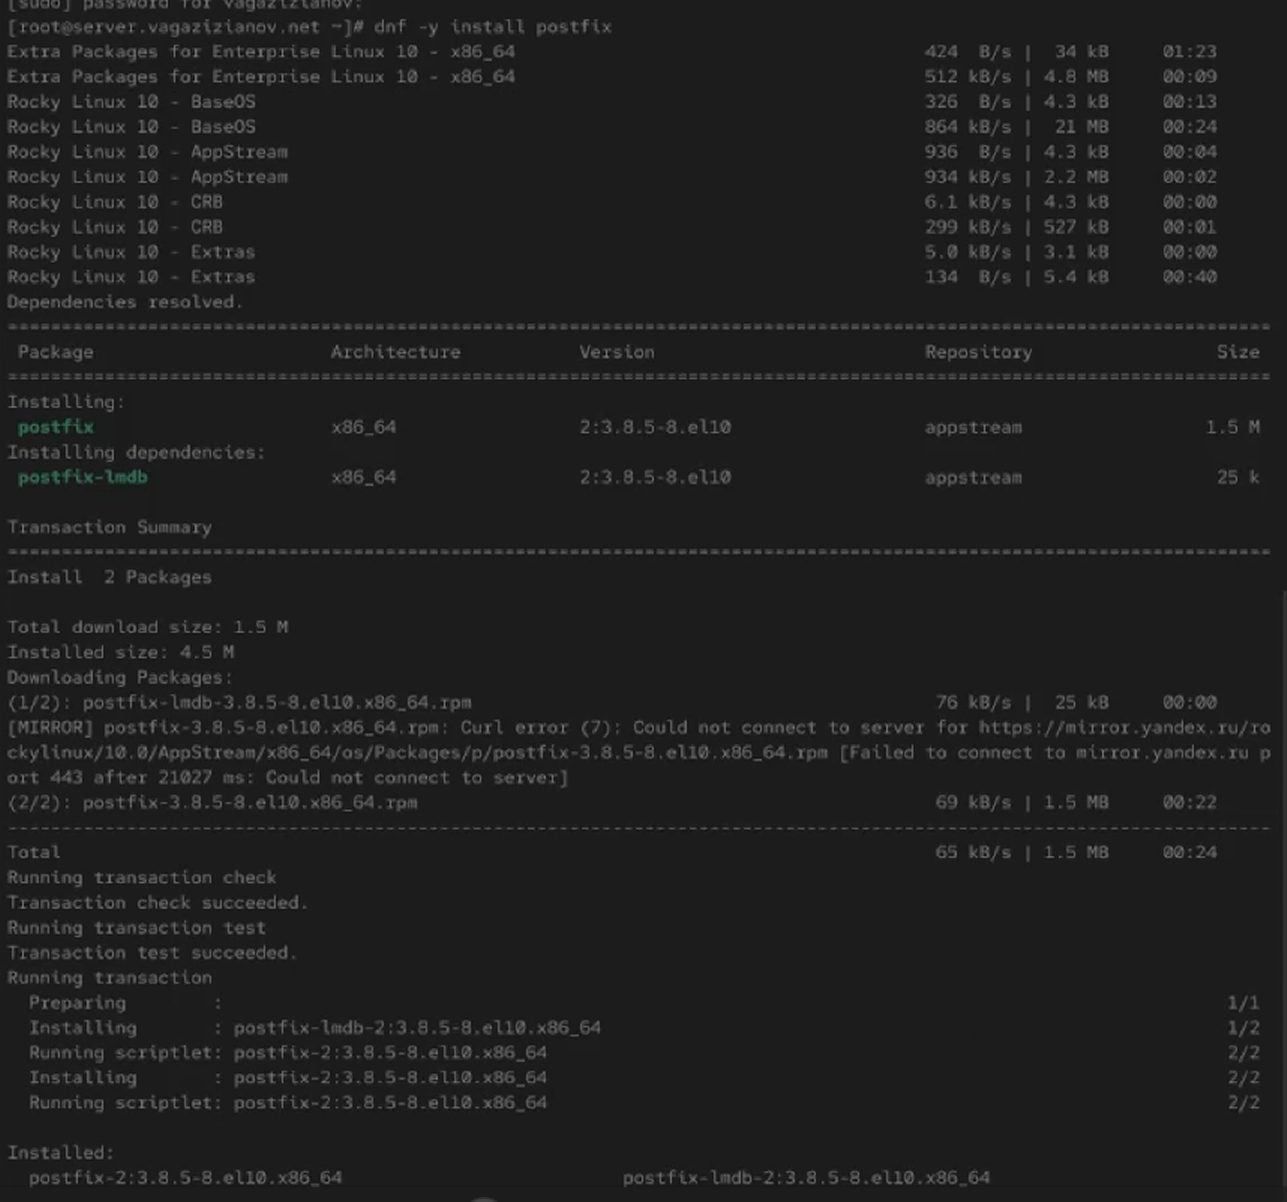 [sudo] password for vagazizianov:
[root@server.vagazizianov.net ~]# dnf -y install postfix
Extra Packages for Enterprise Linux 10 - x86_64 424 B/s | 34 kB 01:23
Extra Packages for Enterprise Linux 10 - x86_64 512 kB/s | 4.8 MB 00:09
Rocky Linux 10 - BaseOS 326 B/s | 4.3 kB 00:13
Rocky Linux 10 - BaseOS 864 kB/s | 21 MB 00:24
Rocky Linux 10 - AppStream 936 B/s | 4.3 kB 00:04
Rocky Linux 10 - AppStream 934 kB/s | 2.2 MB 00:02
Rocky Linux 10 - CRB 6.1 kB/s | 4.3 kB 00:00
Rocky Linux 10 - CRB 299 kB/s | 527 kB 00:01
Rocky Linux 10 - Extras 5.0 kB/s | 3.1 kB 00:00
Rocky Linux 10 - Extras 134 B/s | 5.4 kB 00:40
Dependencies resolved.
Package Architecture Version Repository Size
Installing:
postfix x86_64 2:3.8.5-8.el10 appstream 1.5 M
Installing dependencies:
postfix-lmdb x86_64 2:3.8.5-8.el10 appstream 25 k
Transaction Summary
Install 2 Packages
Total download size: 1.5 M
Installed size: 4.5 M
Downloading Packages:
(1/2): postfix-lmdb-3.8.5-8.el10.x86_64.rpm 76 kB/s | 25 kB 00:00
[MIRROR] postfix-3.8.5-8.el10.x86_64.rpm: Curl error (7): Could not connect to server for https://mirror.yandex.ru/ro
ckylinux/10.0/AppStream/x86_64/os/Packages/p/postfix-3.8.5-8.el10.x86_64.rpm [Failed to connect to mirror.yandex.ru p
ort 443 after 21027 ms: Could not connect to server]
(2/2): postfix-3.8.5-8.el10.x86_64.rpm 69 kB/s | 1.5 MB 00:22
Total 65 kB/s | 1.5 MB 00:24
Running transaction check
Transaction check succeeded.
Running transaction test
Transaction test succeeded.
Running transaction
Preparing : 1/1
Installing : postfix-lmdb-2:3.8.5-8.el10.x86_64 1/2
Running scriptlet: postfix-2:3.8.5-8.el10.x86_64 2/2
Installing : postfix-2:3.8.5-8.el10.x86_64 2/2
Running scriptlet: postfix-2:3.8.5-8.el10.x86_64 2/2
Installed:
postfix-2:3.8.5-8.el10.x86_64 postfix-lmdb-2:3.8.5-8.el10.x86_64